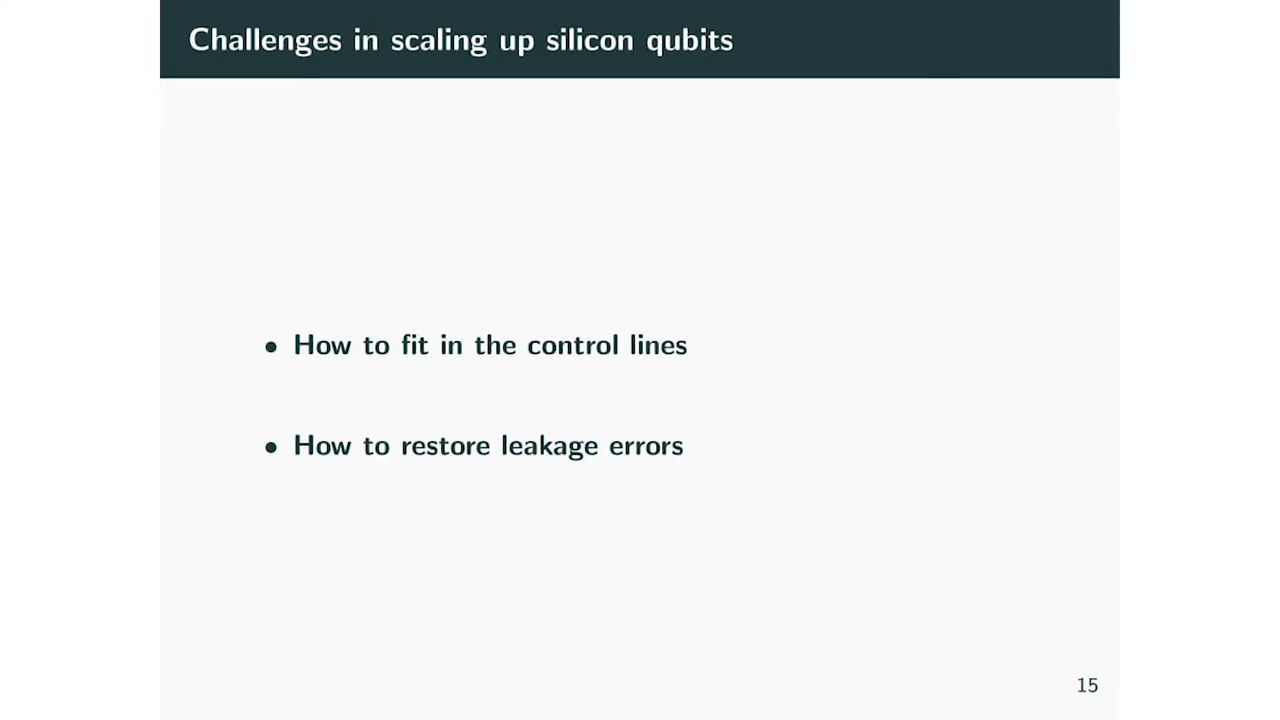 Challenges in scaling up silicon qubits
• How to fit in the control lines
• How to restore leakage errors
15